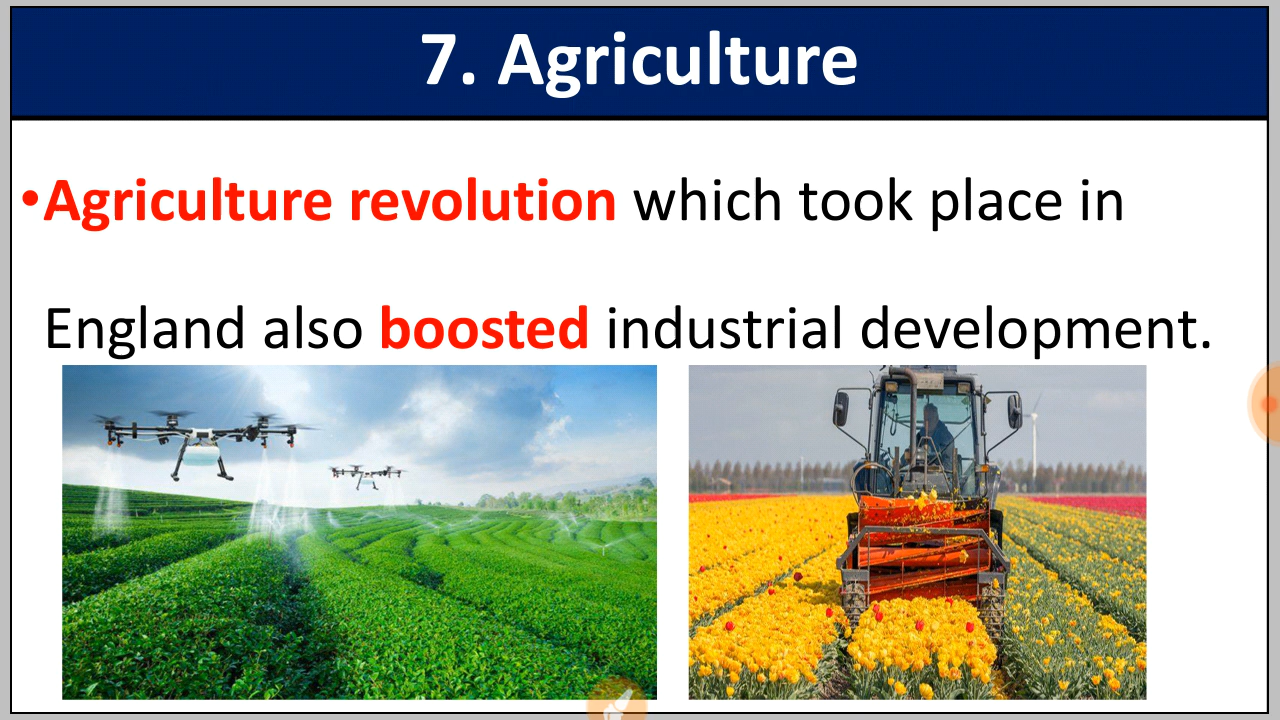 7. Agriculture
•Agriculture revolution which took place in
England also boosted industrial development.